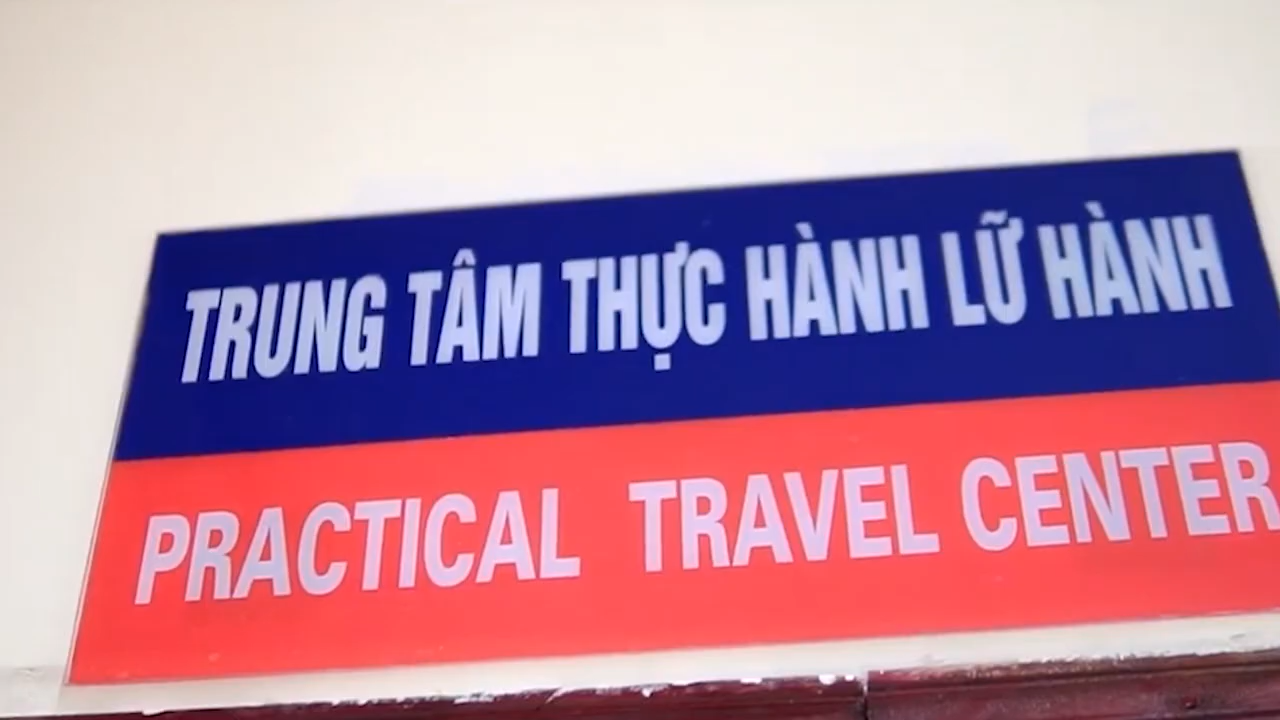 TRUNG TÂM THỰC HÀNH LỮ HÀNH
PRACTICAL TRAVEL CENTER